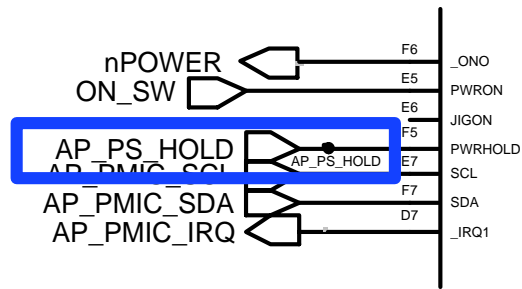 nPOWER F6 _ONO
ON_SW E5 PWRON
E6 JIGON
AP_PS_HOLD AP_PS_HOLD F5 PWRHOLD
AP_PMIC_SCL E7 SCL
AP_PMIC_SDA F7 SDA
AP_PMIC_IRQ D7 _IRQ1